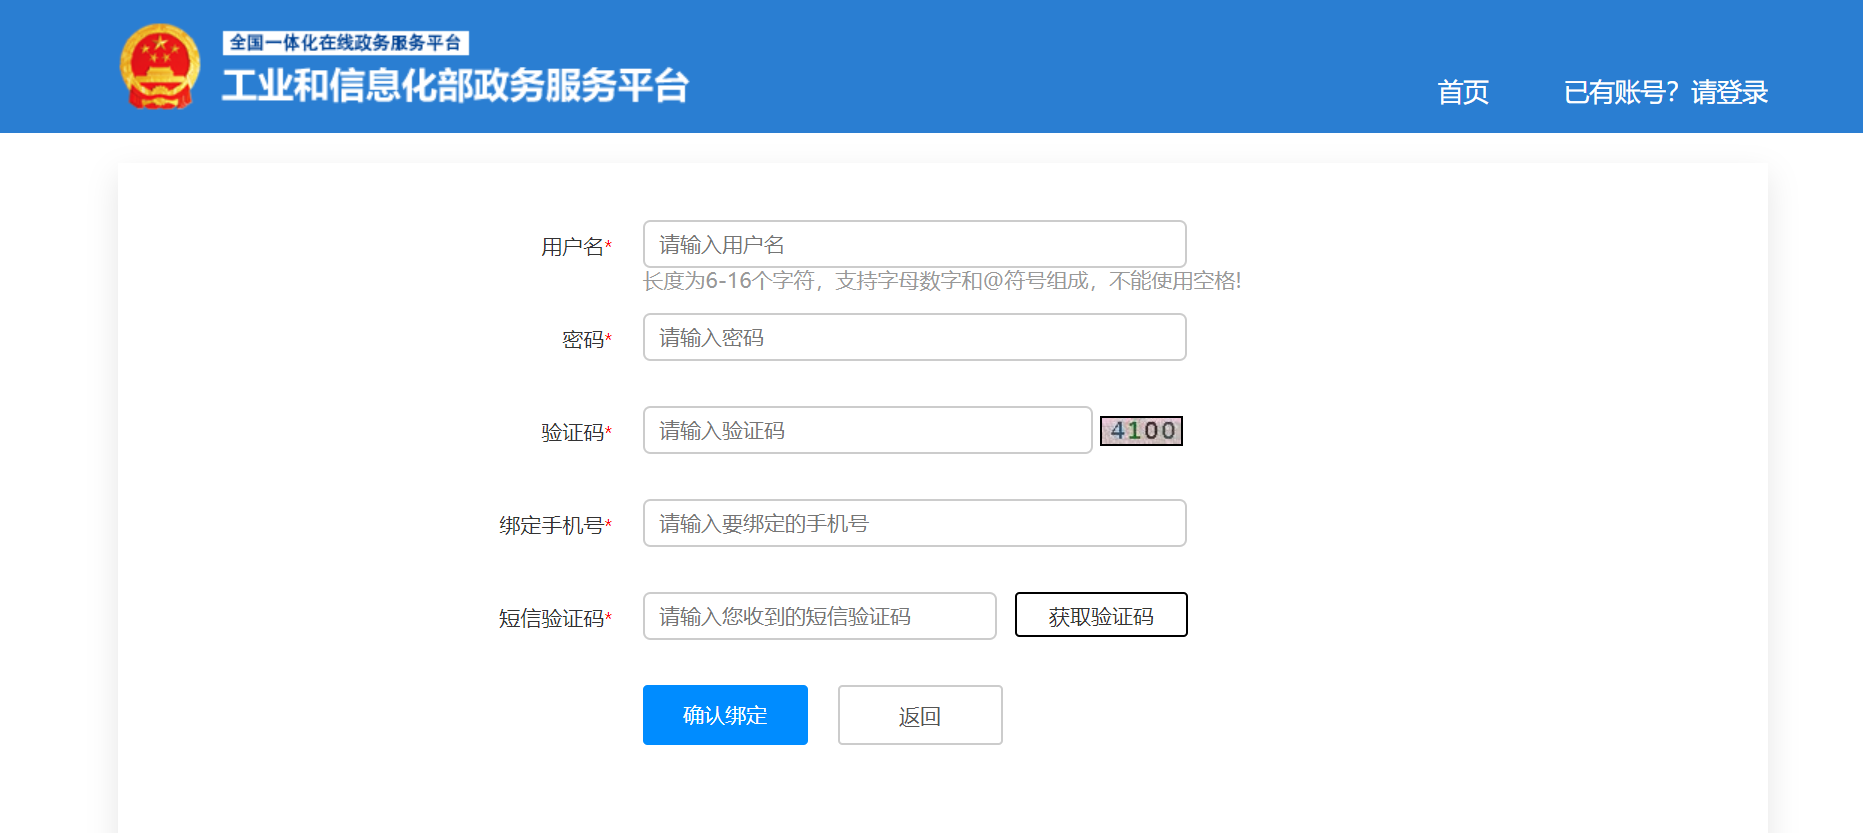 全国一体化在线政务服务平台
工业和信息化部政务服务平台
首页
已有账号？请登录
用户名*
请输入用户名
长度为6-16个字符，支持字母数字和@符号组成，不能使用空格!
密码*
请输入密码
验证码*
请输入验证码
4100
绑定手机号*
请输入要绑定的手机号
短信验证码*
请输入您收到的短信验证码
获取验证码
确认绑定
返回